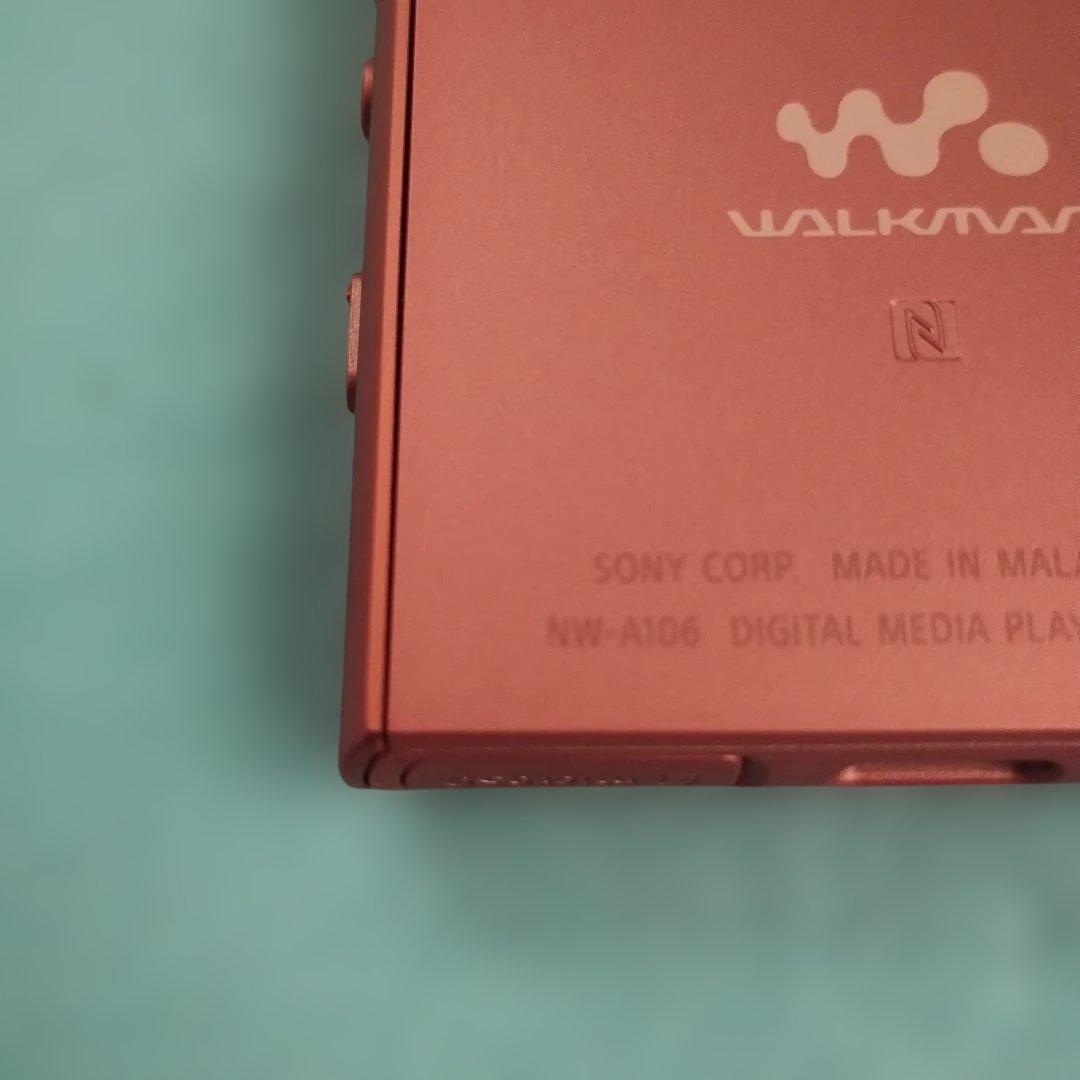 WALKMAN
SONY CORP. MADE IN MALA
NW-A106 DIGITAL MEDIA PLAY